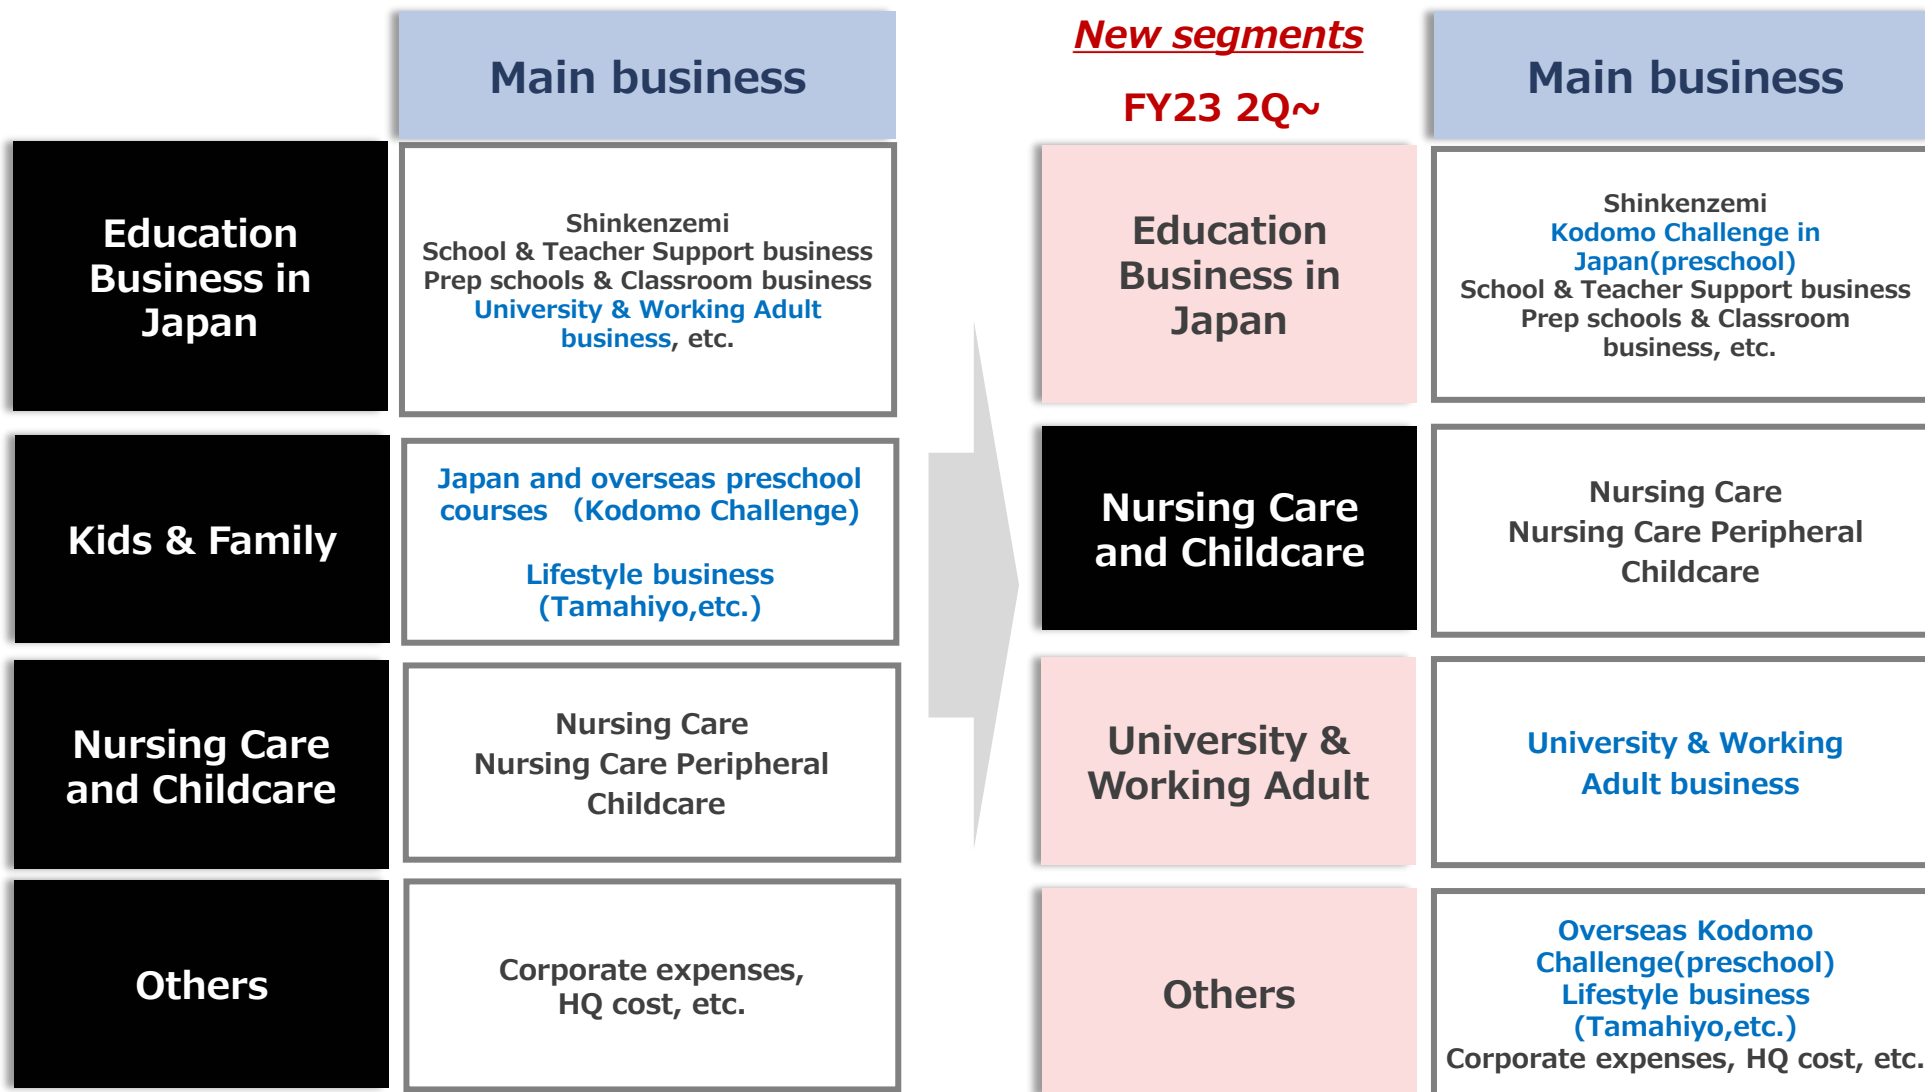 Main business
Education
Business in
Japan
Shinkenzemi
School & Teacher Support business
Prep schools & Classroom business
University & Working Adult
business, etc.
Kids & Family
Japan and overseas preschool
courses （Kodomo Challenge)
Lifestyle business
(Tamahiyo,etc.)
Nursing Care
and Childcare
Nursing Care
Nursing Care Peripheral
Childcare
Others
Corporate expenses,
HQ cost, etc.
New segments
FY23 2Q~
Main business
Education
Business in
Japan
Shinkenzemi
Kodomo Challenge in
Japan(preschool)
School & Teacher Support business
Prep schools & Classroom
business, etc.
Nursing Care
and Childcare
Nursing Care
Nursing Care Peripheral
Childcare
University &
Working Adult
University & Working
Adult business
Others
Overseas Kodomo
Challenge(preschool)
Lifestyle business
(Tamahiyo,etc.)
Corporate expenses, HQ cost, etc.